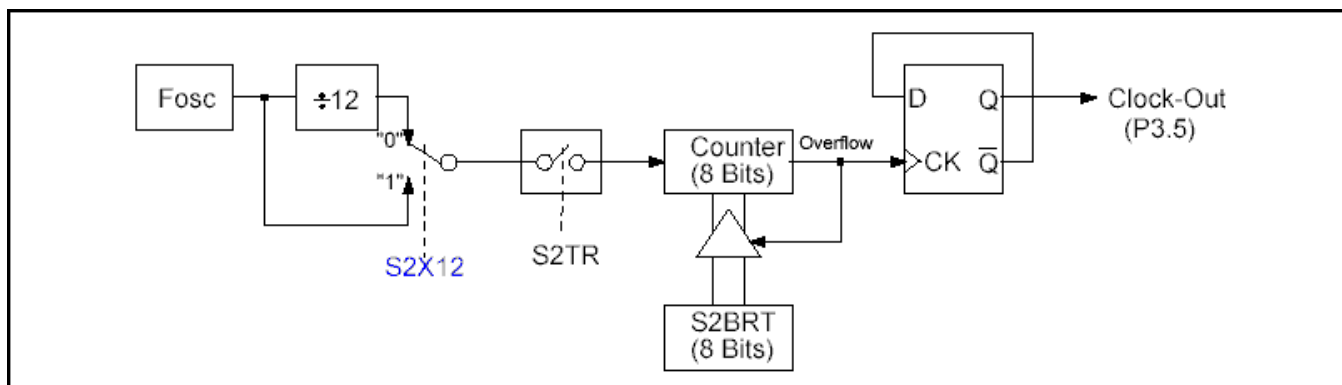 Fosc
÷12
"0"
"1"
S2X12
S2TR
Counter
(8 Bits)
Overflow
S2BRT
(8 Bits)
D
Q
CK
Q̅
Clock-Out
(P3.5)